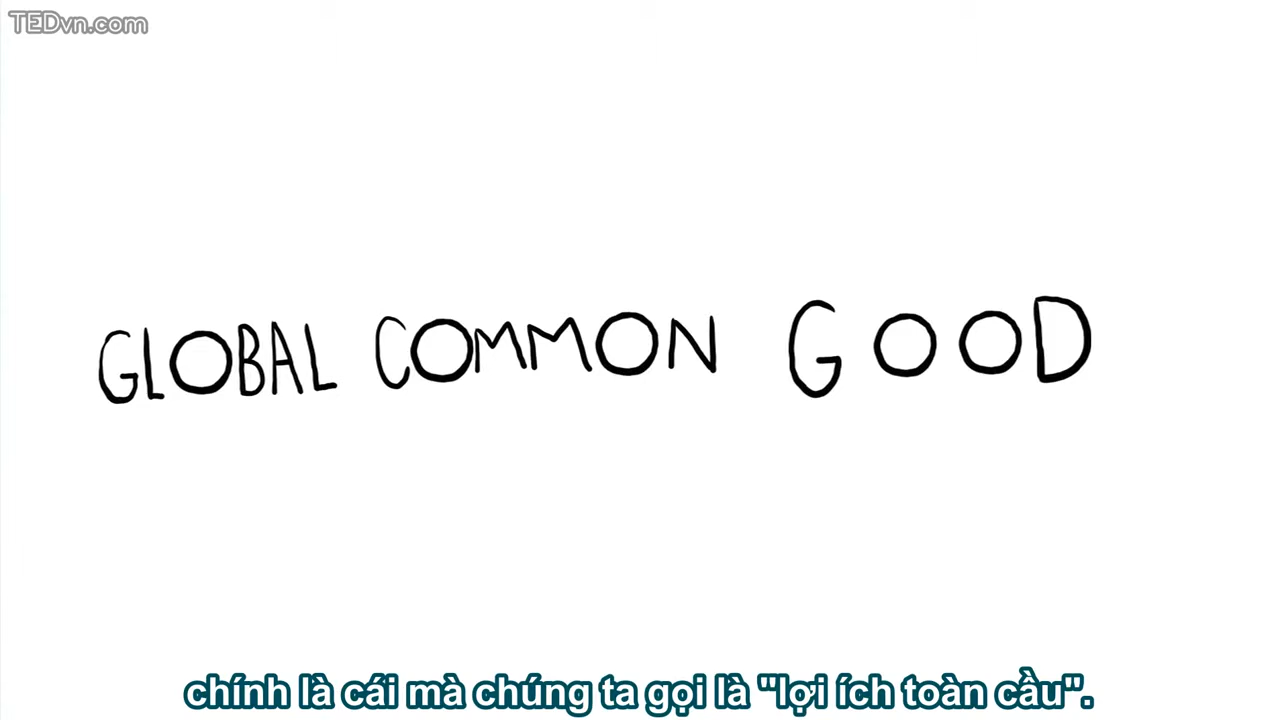 TEDvn.com
GLOBAL COMMON GOOD
chính là cái mà chúng ta gọi là "lợi ích toàn cầu".